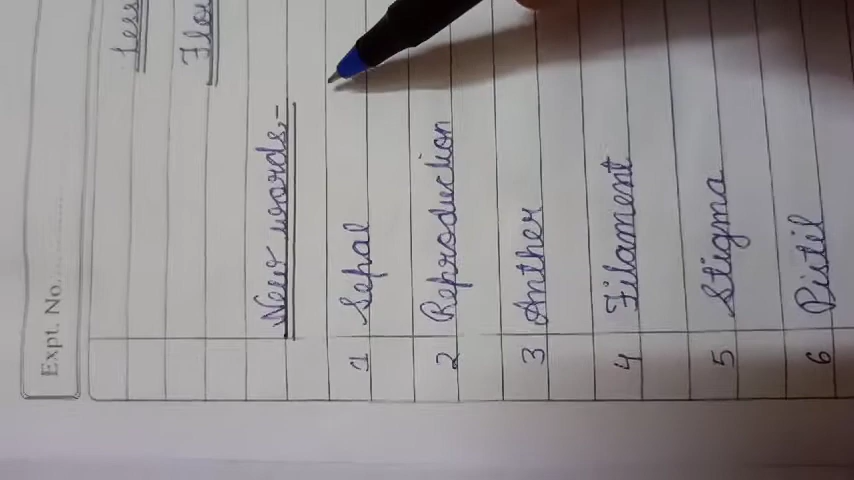 Expt. No.
New words,-
1 Sepal
2 Reproduction
3 Anther
4 Filament
5 Stigma
6 Pistil